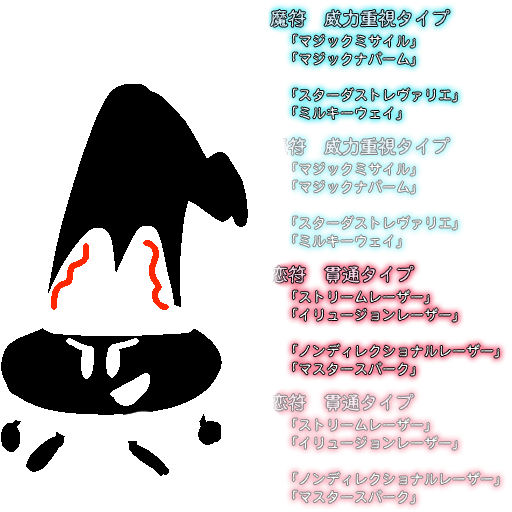 魔符　威力重視タイプ
「マジックミサイル」
「マジックナパーム」
「スターダストレヴァリエ」
「ミルキーウェイ」
符　威力重視タイプ
「マジックミサイル」
「マジックナパーム」
「スターダストレヴァリエ」
「ミルキーウェイ」
恋符　貫通タイプ
「ストリームレーザー」
「イリュージョンレーザー」
「ノンディレクショナルレーザー」
「マスタースパーク」
恋符　貫通タイプ
「ストリームレーザー」
「イリュージョンレーザー」
「ノンディレクショナルレーザー」
「マスタースパーク」